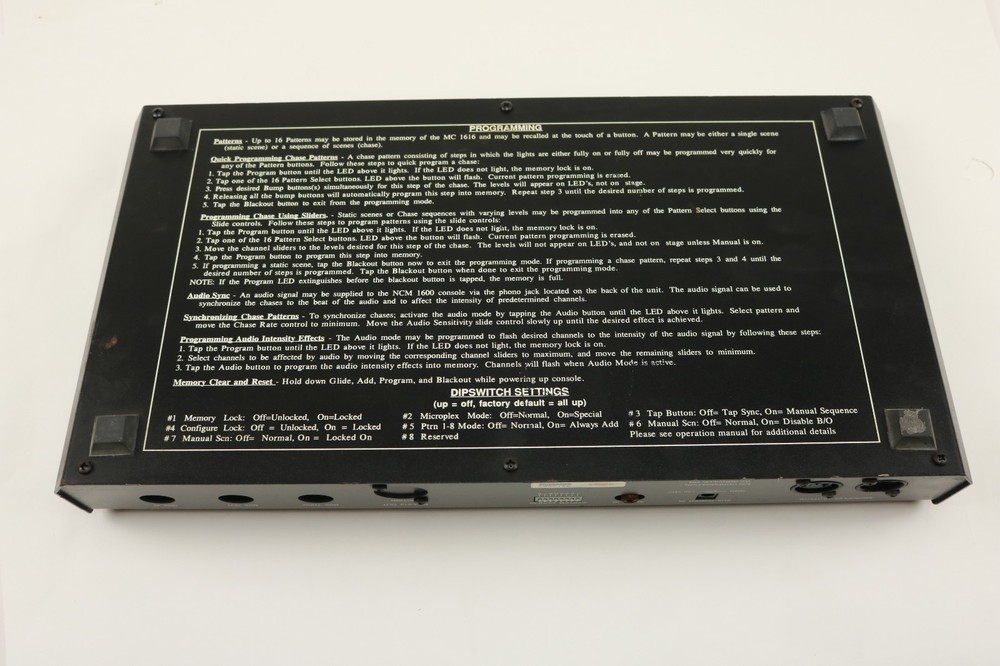 PROGRAMMING
Patterns - Up to 16 Patterns may be stored in the memory of the MC 1616 and may be recalled at the touch of a button. A Pattern may be either a single scene
(static scene) or a sequence of scenes (chase).
Quick Programming Chase Patterns - A chase pattern consisting of steps in which the lights are either fully on or fully off may be programmed very quickly for
any of the Pattern buttons. Follow these steps to quick program a chase:
1. Tap the Program button until the LED above it lights. If the LED does not light, the memory lock is on.
2. Tap one of the 16 Pattern Select buttons. LED above the button will flash. Current pattern programming is erased.
3. Press desired Bump buttons(s) simultaneously for this step of the chase. The levels will appear on LED's, not on stage.
4. Releasing all the bump buttons will automatically program this step into memory. Repeat step 3 until the desired number of steps is programmed.
5. Tap the Blackout button to exit from the programming mode.
Programming Chase Using Sliders. - Static scenes or Chase sequences with varying levels may be programmed into any of the Pattern Select buttons using the
Slide controls. Follow these steps to program patterns using the slide controls:
1. Tap the Program button until the LED above it lights. If the LED does not light, the memory lock is on.
2. Tap one of the 16 Pattern Select buttons. LED above the button will flash. Current pattern programming is erased.
3. Move the channel sliders to the levels desired for this step of the chase. The levels will not appear on LED's, and not on stage unless Manual is on.
4. Tap the Program button to program this step into memory.
5. If programming a static scene, tap the Blackout button now to exit the programming mode. If programming a chase pattern, repeat steps 3 and 4 until the
desired number of steps is programmed. Tap the Blackout button when done to exit the programming mode.
NOTE: If the Program LED extinguishes before the blackout button is tapped, the memory is full.
Audio Sync - An audio signal may be supplied to the NCM 1600 console via the phono jack located on the back of the unit. The audio signal can be used to
synchronize the chases to the beat of the audio and to affect the intensity of predetermined channels.
Synchronizing Chase Patterns - To synchronize chases; activate the audio mode by tapping the Audio button until the LED above it lights. Select pattern and
move the Chase Rate control to minimum. Move the Audio Sensitivity slide control slowly up until the desired effect is achieved.
Programming Audio Intensity Effects - The Audio mode may be programmed to flash desired channels to the intensity of the audio signal by following these steps:
1. Tap the Program button until the LED above it lights. If the LED does not light, the memory lock is on.
2. Select channels to be affected by audio by moving the corresponding channel sliders to maximum, and move the remaining sliders to minimum.
3. Tap the Audio button to program the audio intensity effects into memory. Channels will flash when Audio Mode is active.
Memory Clear and Reset - Hold down Glide, Add, Program, and Blackout while powering up console.
DIPSWITCH SETTINGS
(up = off, factory default = all up)
#1 Memory Lock: Off=Unlocked, On=Locked #2 Microplex Mode: Off=Normal, On=Special #3 Tap Button: Off= Tap Sync, On= Manual Sequence
#4 Configure Lock: Off = Unlocked, On = Locked #5 Ptrn 1-8 Mode: Off= Normal, On= Always Add #6 Manual Scn: Off= Normal, On= Disable B/O
#7 Manual Scn: Off= Normal, On = Locked On #8 Reserved Please see operation manual for additional details